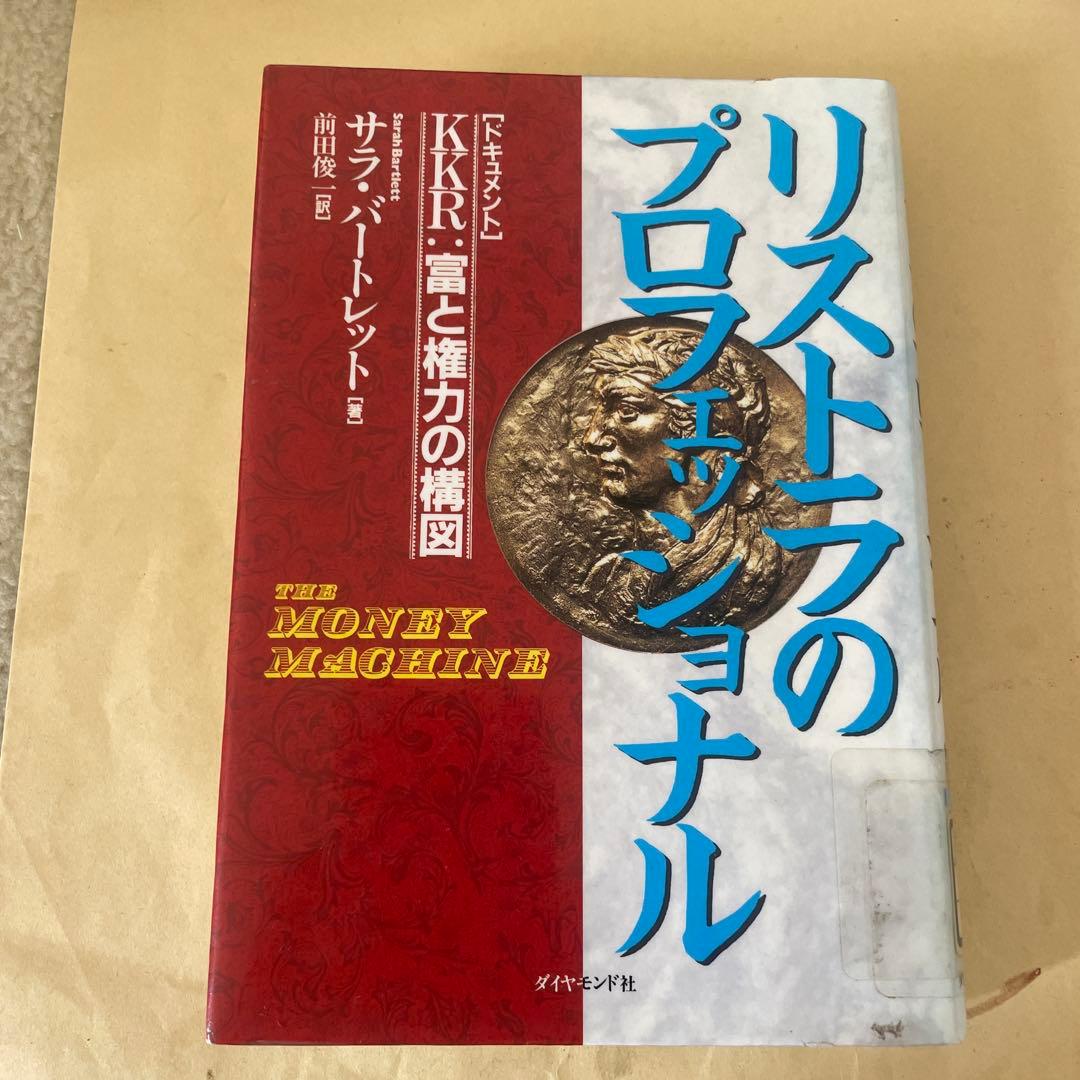 リストラの
プロフェッショナル
[ドキュメント]
KKR:富と権力の構図
Sarah Bartlett
サラ・バートレット[著]
前田俊一[訳]
THE
MONEY
MACHINE
ダイヤモンド社